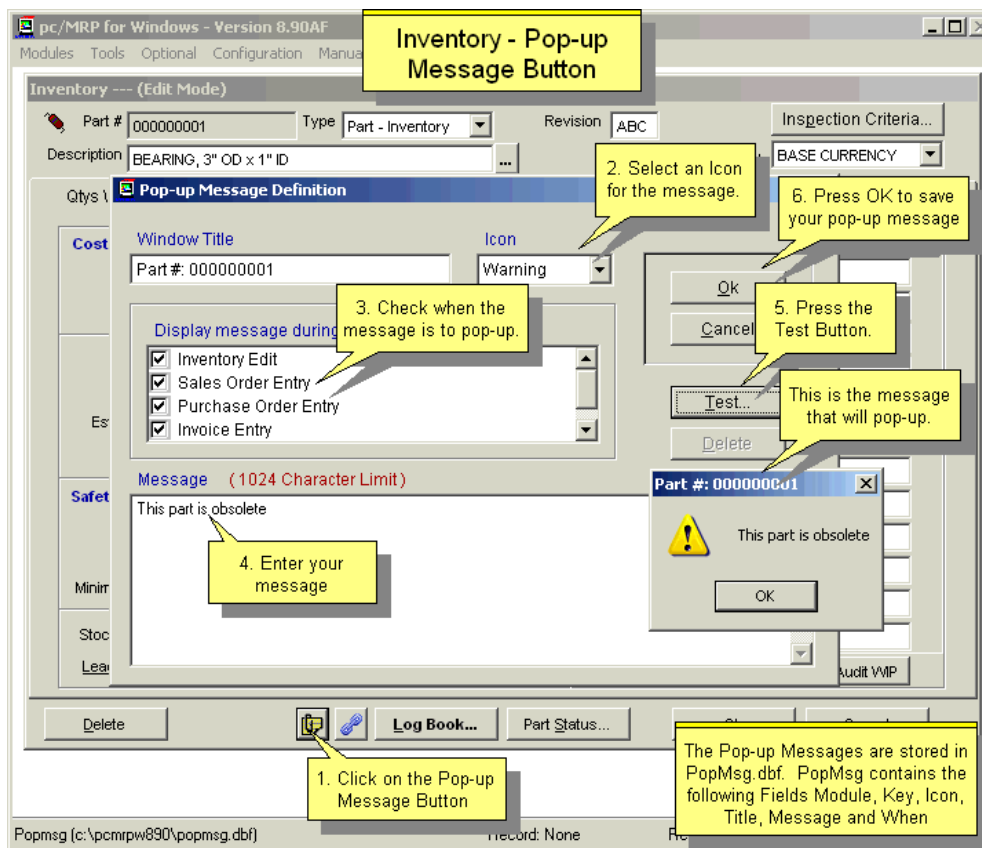 pc/MRP for Windows - Version 8.90AF
Inventory - Pop-up
Message Button
Modules Tools Optional Configuration
Inventory --- (Edit Mode)
Part # 000000001 Type Part - Inventory Revision ABC Inspection Criteria...
Description BEARING, 3" OD x 1" ID ... BASE CURRENCY
2. Select an Icon
for the message.
Qtys
Pop-up Message Definition
6. Press OK to save
your pop-up message
Cost
Window Title Icon
Part #: 000000001 Warning
Ok
Cancel
3. Check when the
message is to pop-up.
Display message during
Inventory Edit
Sales Order Entry
Purchase Order Entry
Invoice Entry
5. Press the
Test Button.
Test...
This is the message
that will pop-up.
Delete
Message (1024 Character Limit)
This part is obsolete
4. Enter your
message
Part #: 000000001
This part is obsolete
OK
Stoc
Audit WIP
Delete Log Book... Part Status...
1. Click on the Pop-up
Message Button
The Pop-up Messages are stored in
PopMsg.dbf. PopMsg contains the
following Fields Module, Key, Icon,
Title, Message and When
Popmsg (c:\pcmrpw890\popmsg.dbf) Record: None